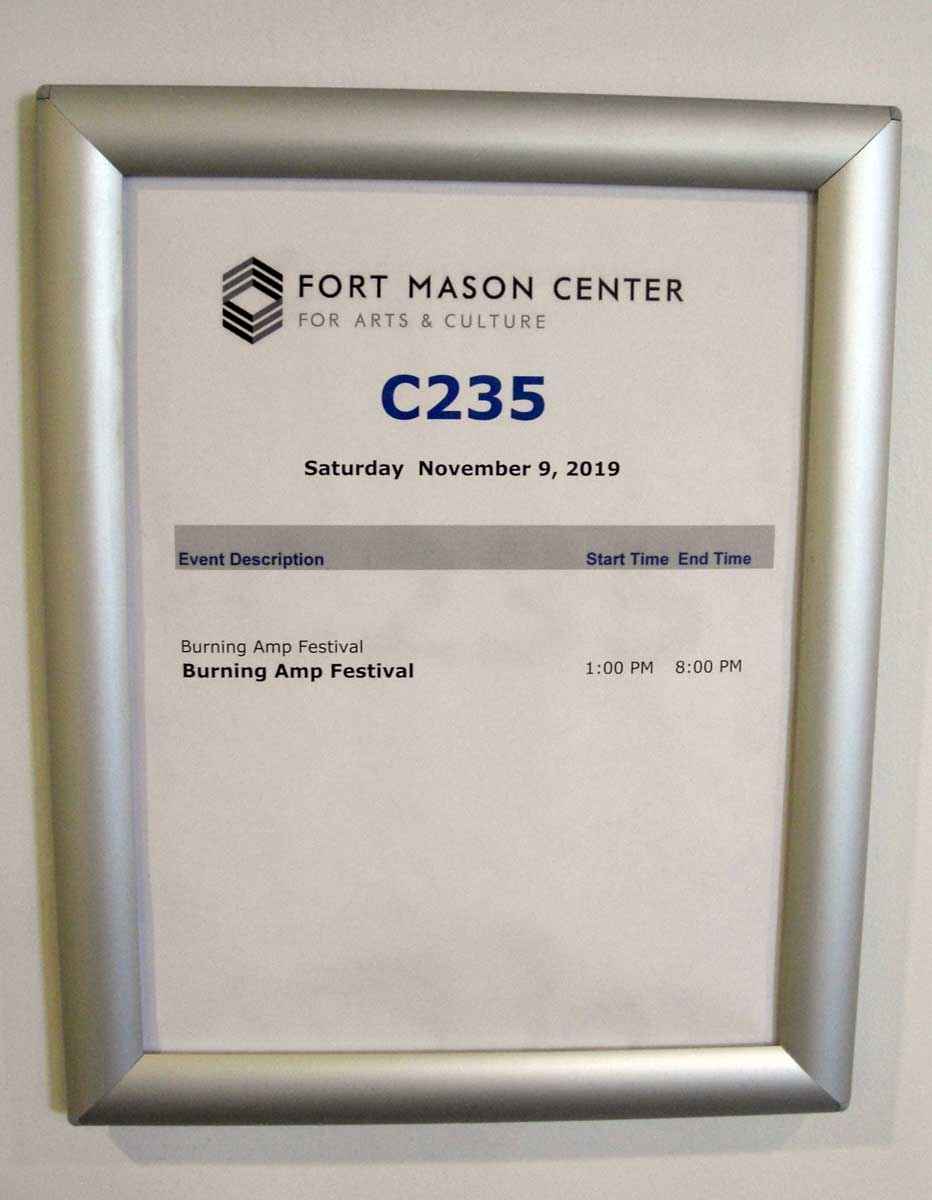 FORT MASON CENTER
FOR ARTS & CULTURE
C235
Saturday November 9, 2019
Event Description Start Time End Time
Burning Amp Festival
Burning Amp Festival 1:00 PM 8:00 PM